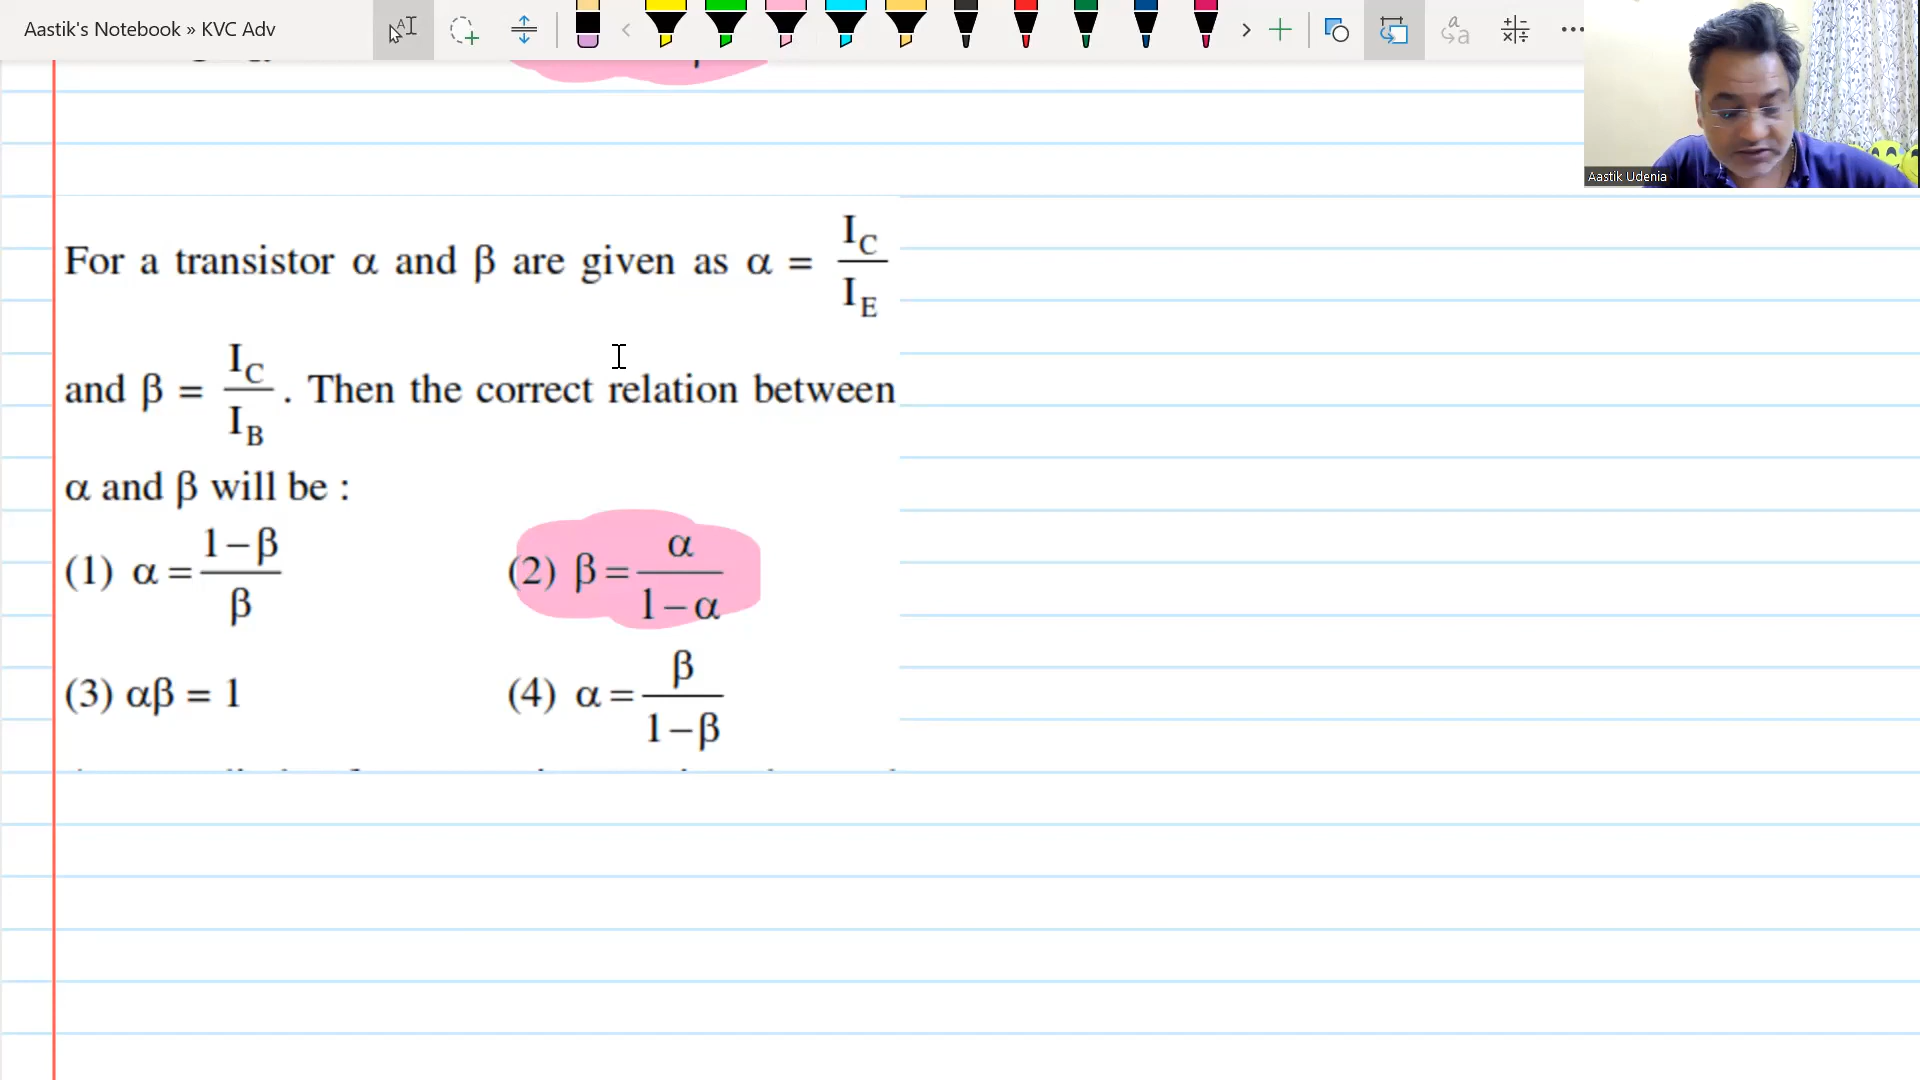 Aastik's Notebook » KVC Adv
Aastik Udenia
For a transistor α and β are given as α = I_C / I_E
and β = I_C / I_B . Then the correct relation between
α and β will be :
(1) α = (1−β) / β (2) β = α / (1−α)
(3) αβ = 1 (4) α = β / (1−β)